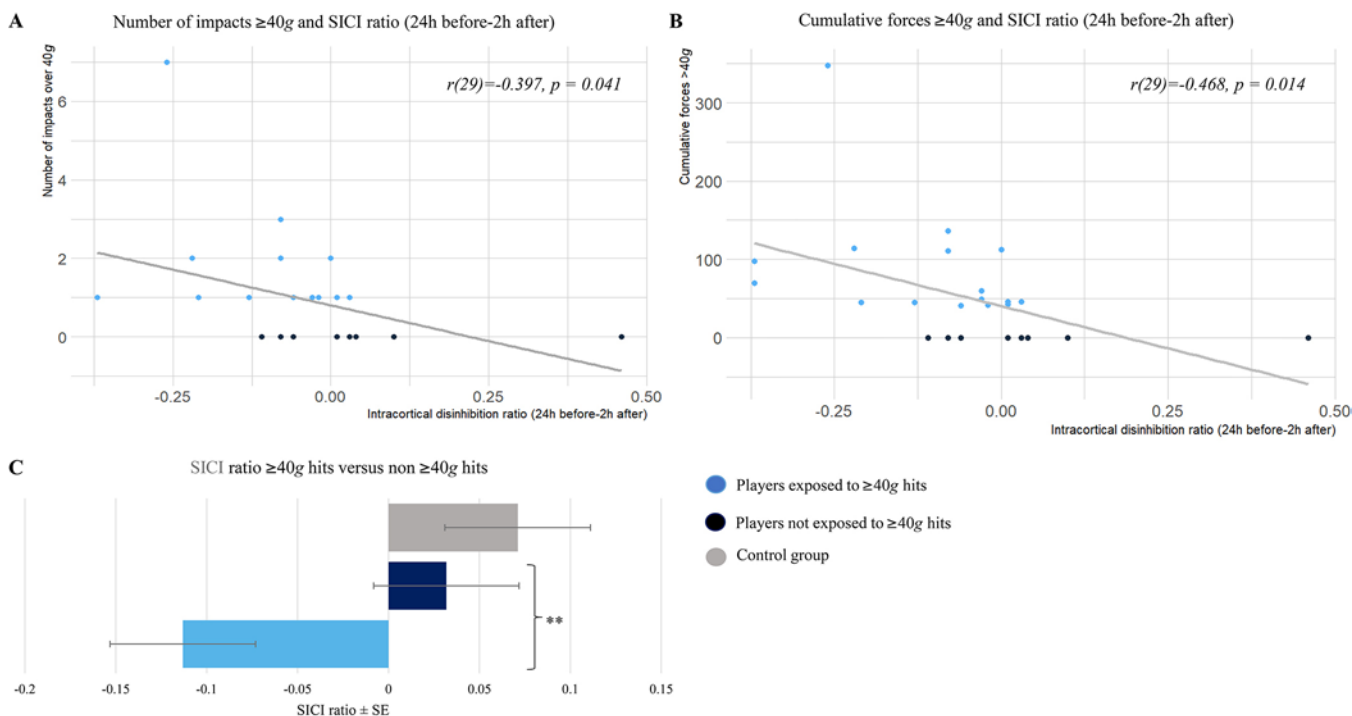 A
Number of impacts ≥40g and SICI ratio (24h before-2h after)
Number of impacts over 40g
r(29)=-0.397, p = 0.041
6
4
2
0
-0.25
0.00
0.25
0.50
Intracortical disinhibition ratio (24h before-2h after)
B
Cumulative forces ≥40g and SICI ratio (24h before-2h after)
Cumulative forces >40g
r(29)=-0.468, p = 0.014
300
200
100
0
-0.25
0.00
0.25
0.50
Intracortical disinhibition ratio (24h before-2h after)
C
SICI ratio ≥40g hits versus non ≥40g hits
**
-0.2
-0.15
-0.1
-0.05
0
0.05
0.1
0.15
SICI ratio ± SE
Players exposed to ≥40g hits
Players not exposed to ≥40g hits
Control group